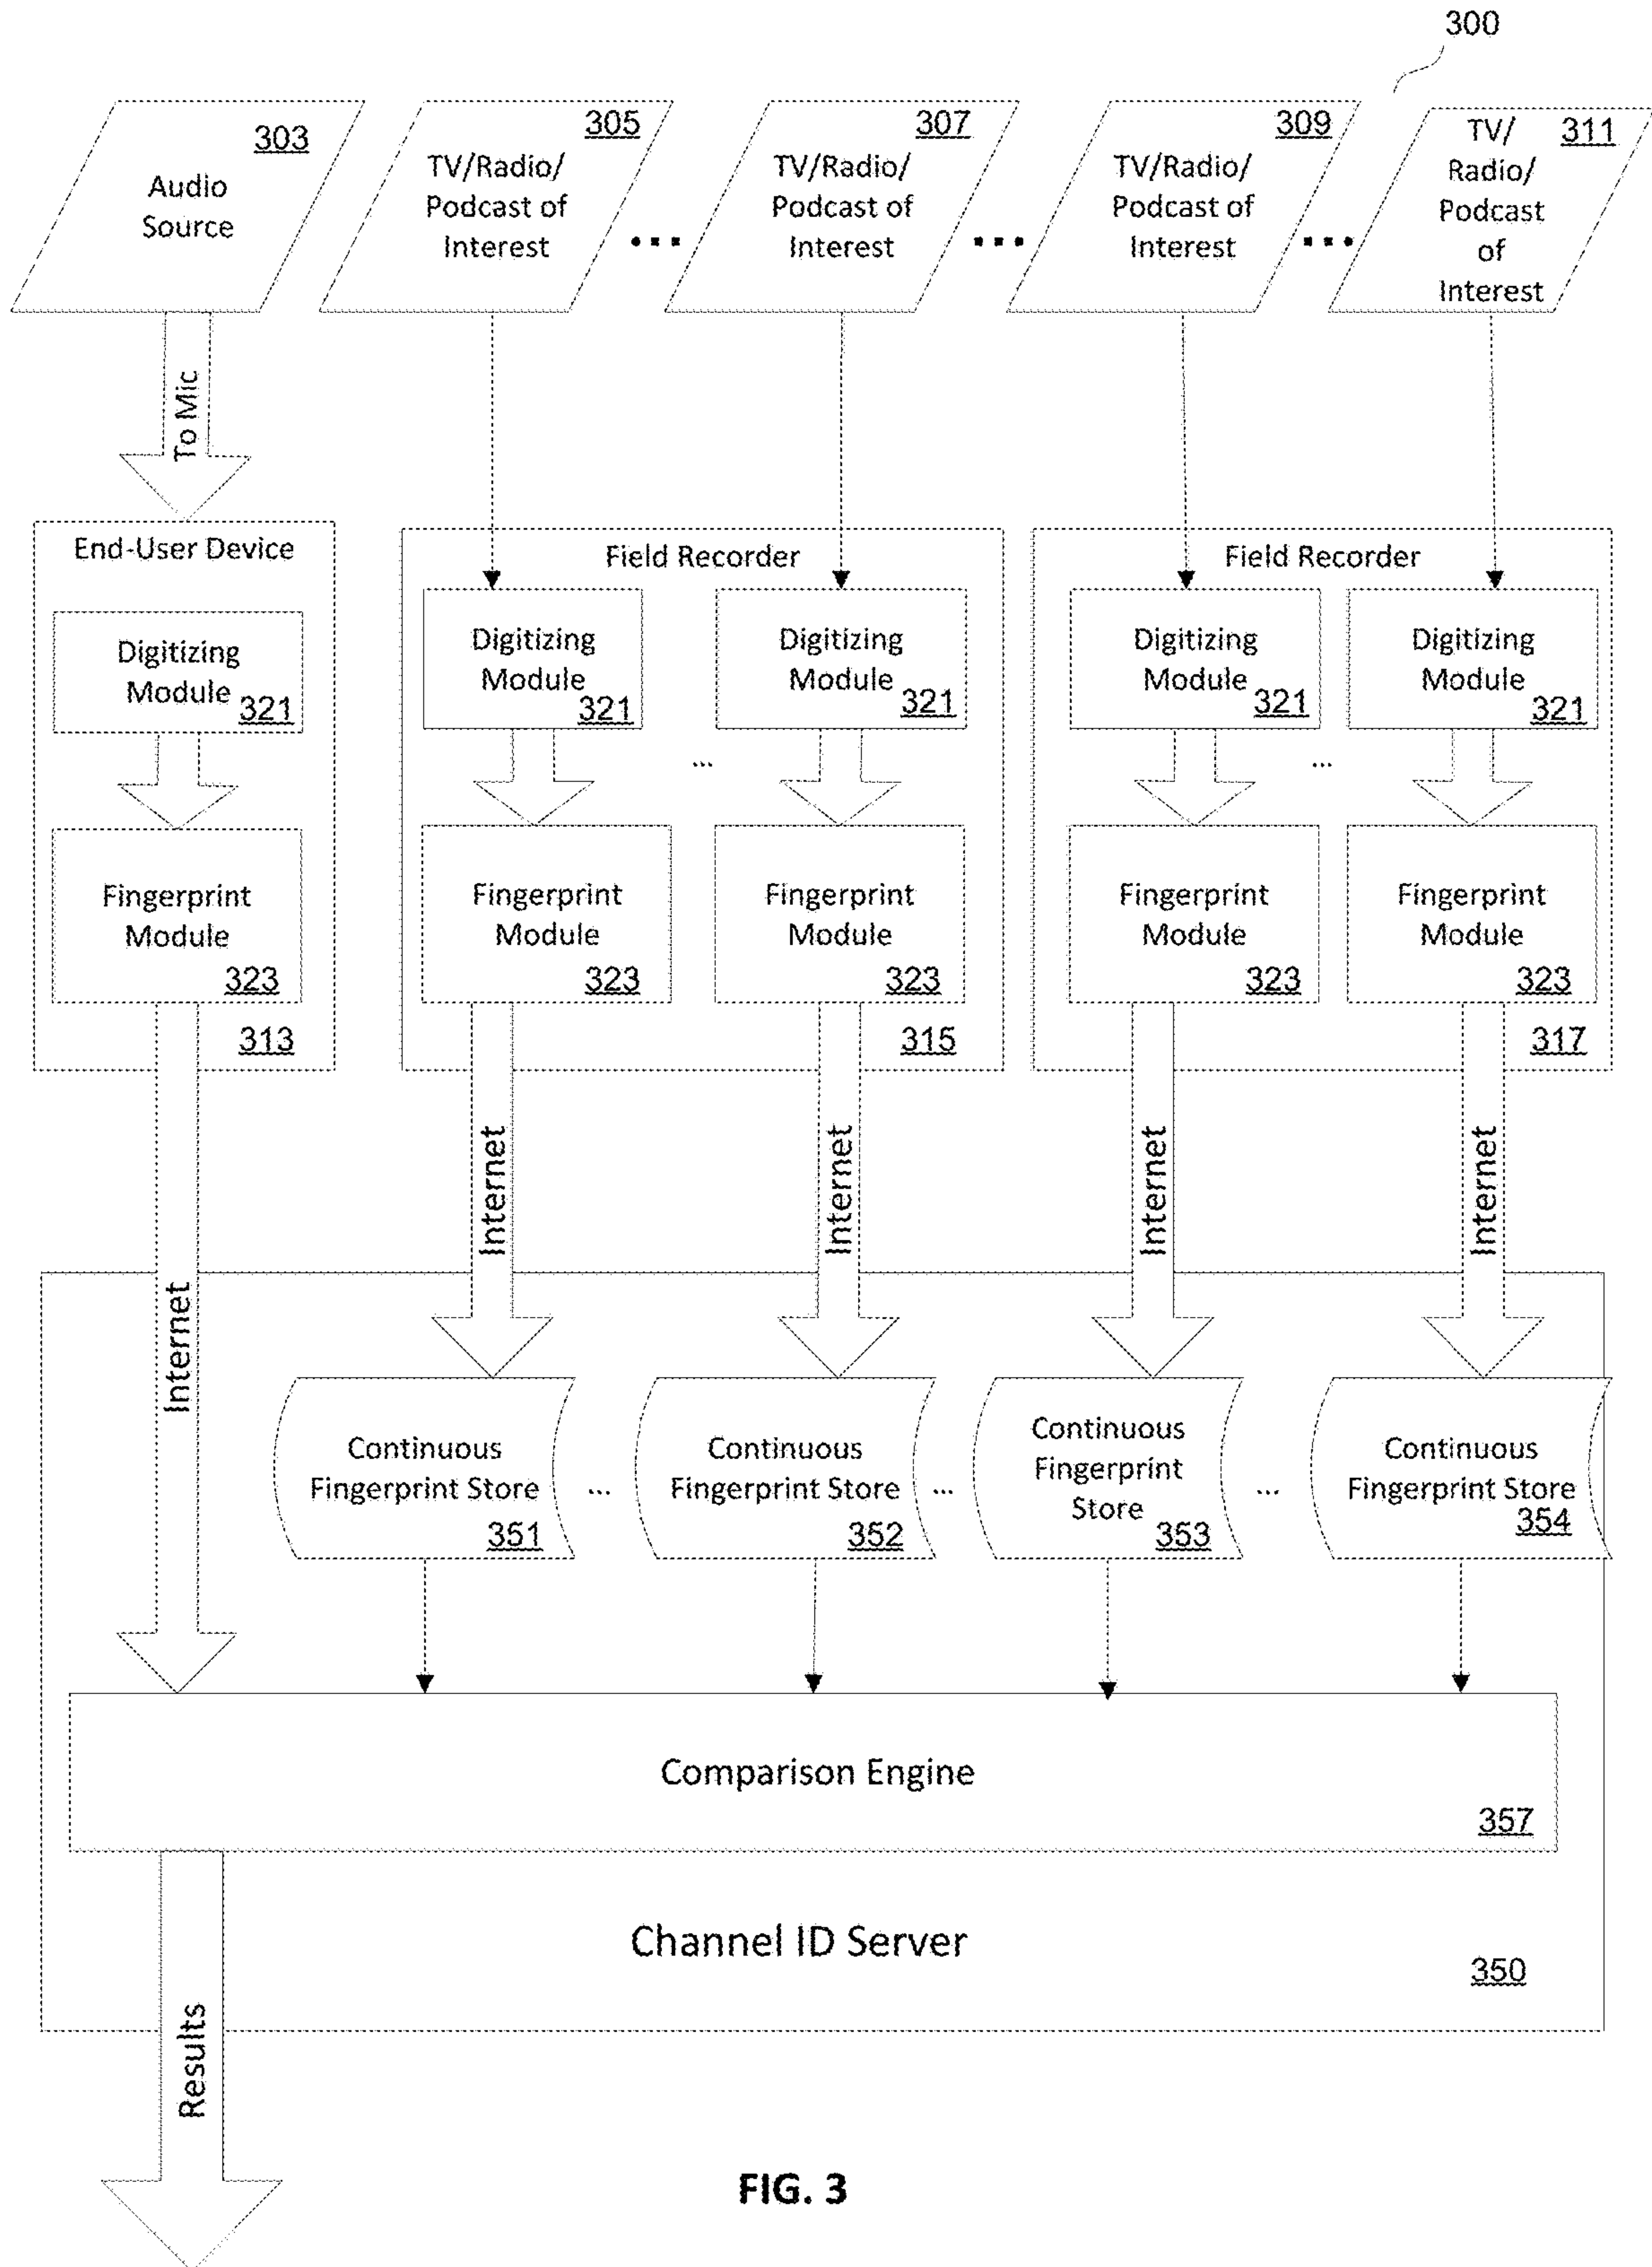 300
303
Audio
Source
305
TV/Radio/
Podcast of
Interest
...
307
TV/Radio/
Podcast of
Interest
...
309
TV/Radio/
Podcast of
Interest
...
311
TV/
Radio/
Podcast
of
Interest
To Mic
End-User Device
Digitizing
Module
321
Fingerprint
Module
323
313
Field Recorder
Digitizing
Module
321
...
Digitizing
Module
321
Fingerprint
Module
323
Fingerprint
Module
323
315
Field Recorder
Digitizing
Module
321
...
Digitizing
Module
321
Fingerprint
Module
323
Fingerprint
Module
323
317
Internet
Internet
Internet
Internet
Internet
Continuous
Fingerprint Store
351
...
Continuous
Fingerprint Store
352
...
Continuous
Fingerprint
Store
353
...
Continuous
Fingerprint Store
354
Comparison Engine
357
Channel ID Server
350
Results
FIG. 3